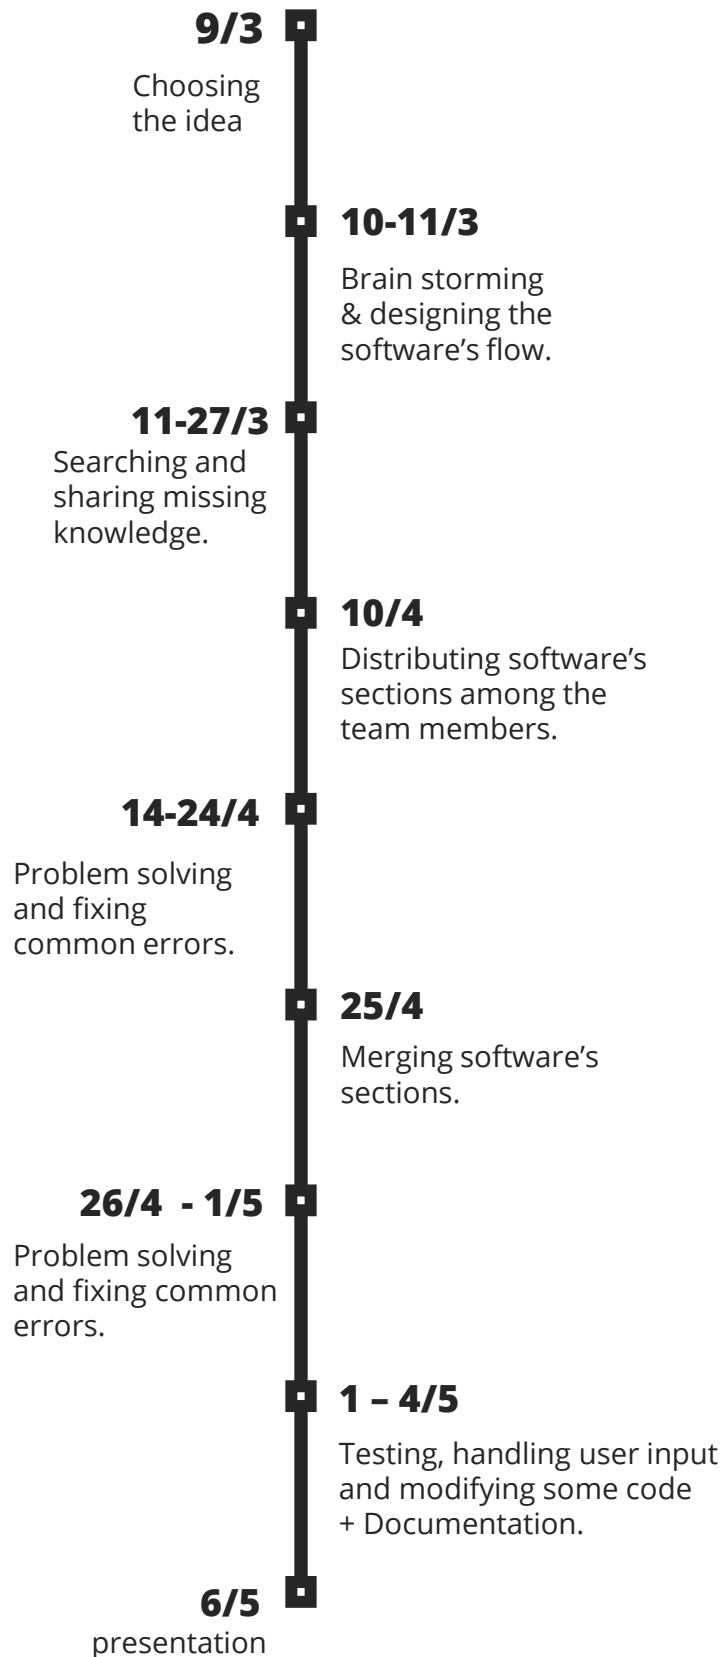 9/3
Choosing
the idea
10-11/3
Brain storming
& designing the
software’s flow.
11-27/3
Searching and
sharing missing
knowledge.
10/4
Distributing software’s
sections among the
team members.
14-24/4
Problem solving
and fixing
common errors.
25/4
Merging software’s
sections.
26/4 - 1/5
Problem solving
and fixing common
errors.
1 – 4/5
Testing, handling user input
and modifying some code
+ Documentation.
6/5
presentation